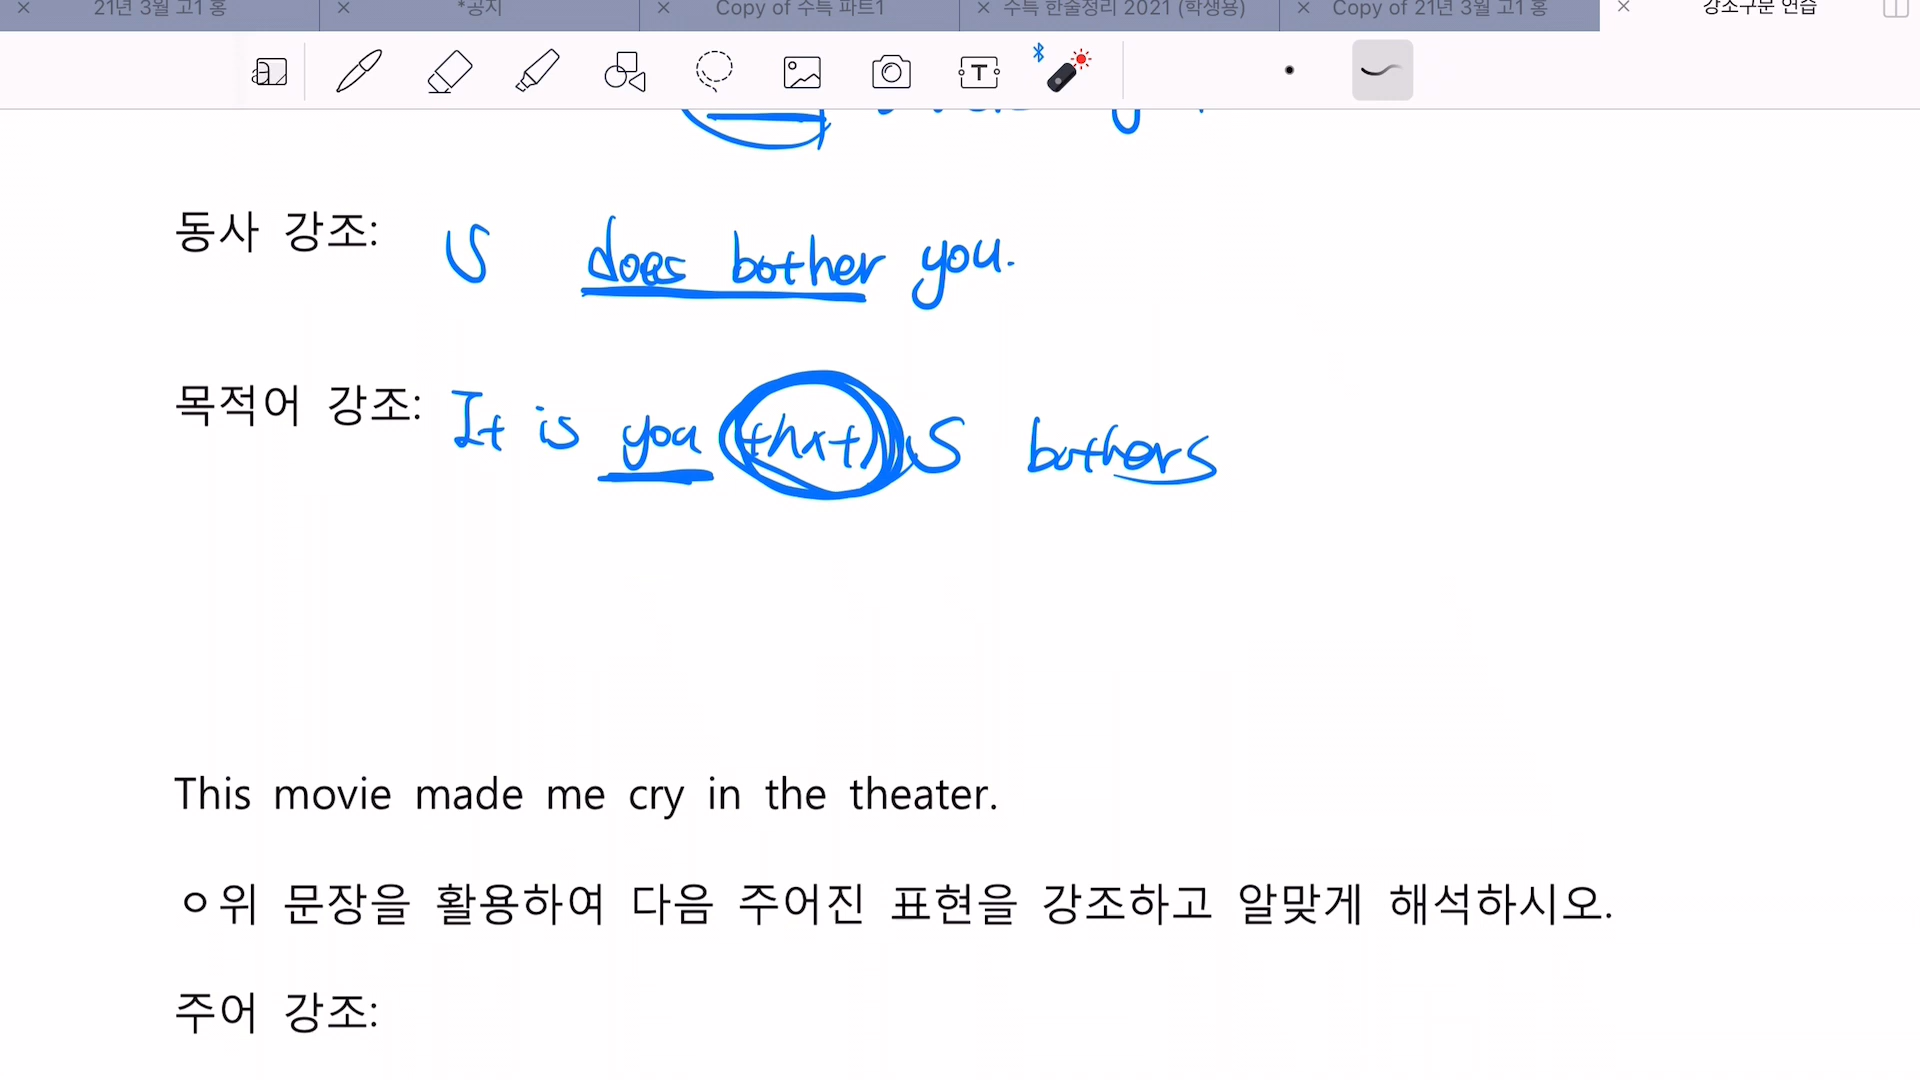 21년 3월 고1 홍 *공지 Copy of 수특 파트1 수특 한술정리 2021 (학생용) Copy of 21년 3월 고1 홍 강조구문 연습
동사 강조: S does bother you.
목적어 강조: It is you (that) S bothers
This movie made me cry in the theater.
ㅇ위 문장을 활용하여 다음 주어진 표현을 강조하고 알맞게 해석하시오.
주어 강조: